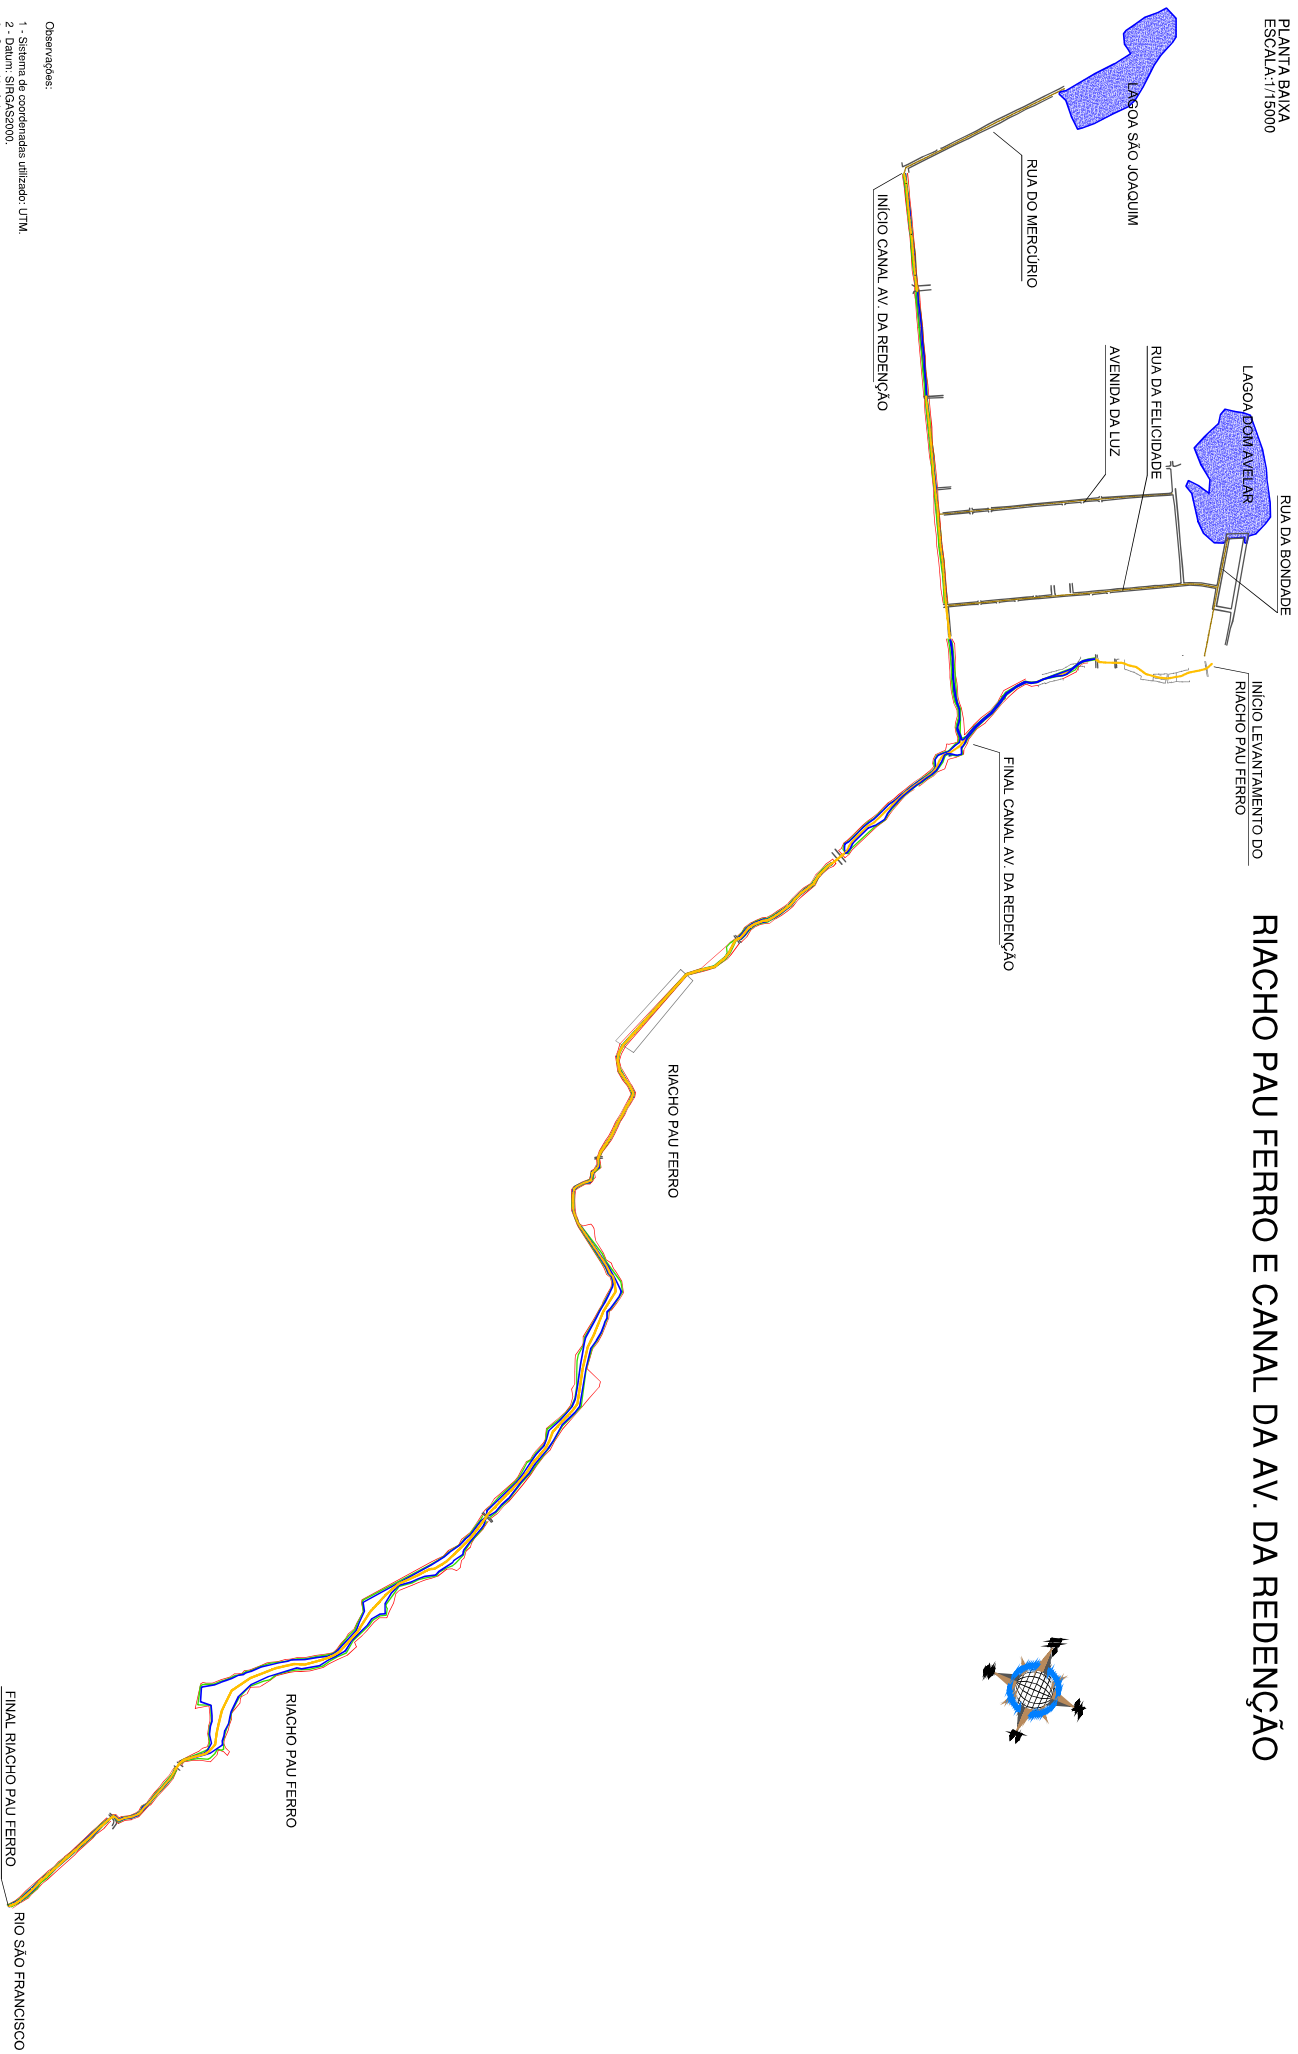 PLANTA BAIXA
ESCALA:1/15000
RIACHO PAU FERRO E CANAL DA AV. DA REDENÇÃO
LAGOA SÃO JOAQUIM
RUA DO MERCÚRIO
INÍCIO CANAL AV. DA REDENÇÃO
RUA DA BONDADE
LAGOA DOM AVELAR
RUA DA FELICIDADE
AVENIDA DA LUZ
INÍCIO LEVANTAMENTO DO
RIACHO PAU FERRO
FINAL CANAL AV. DA REDENÇÃO
RIACHO PAU FERRO
RIACHO PAU FERRO
FINAL RIACHO PAU FERRO
RIO SÃO FRANCISCO
Observações:
1 - Sistema de coordenadas utilizado: UTM.
2 - Datum: SIRGAS2000.